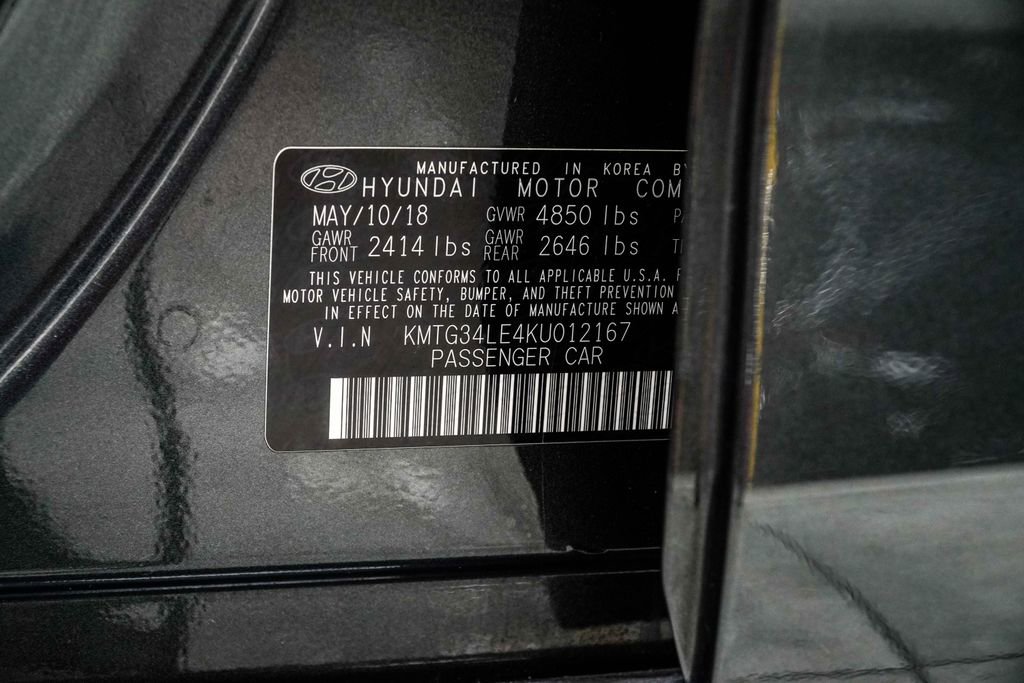 MANUFACTURED IN KOREA BY
HYUNDAI MOTOR COM
MAY/10/18 GVWR 4850 lbs
GAWR FRONT 2414 lbs GAWR REAR 2646 lbs
THIS VEHICLE CONFORMS TO ALL APPLICABLE U.S.A.
MOTOR VEHICLE SAFETY, BUMPER, AND THEFT PREVENTION
IN EFFECT ON THE DATE OF MANUFACTURE SHOWN A
V.I.N KMTG34LE4KU012167
PASSENGER CAR